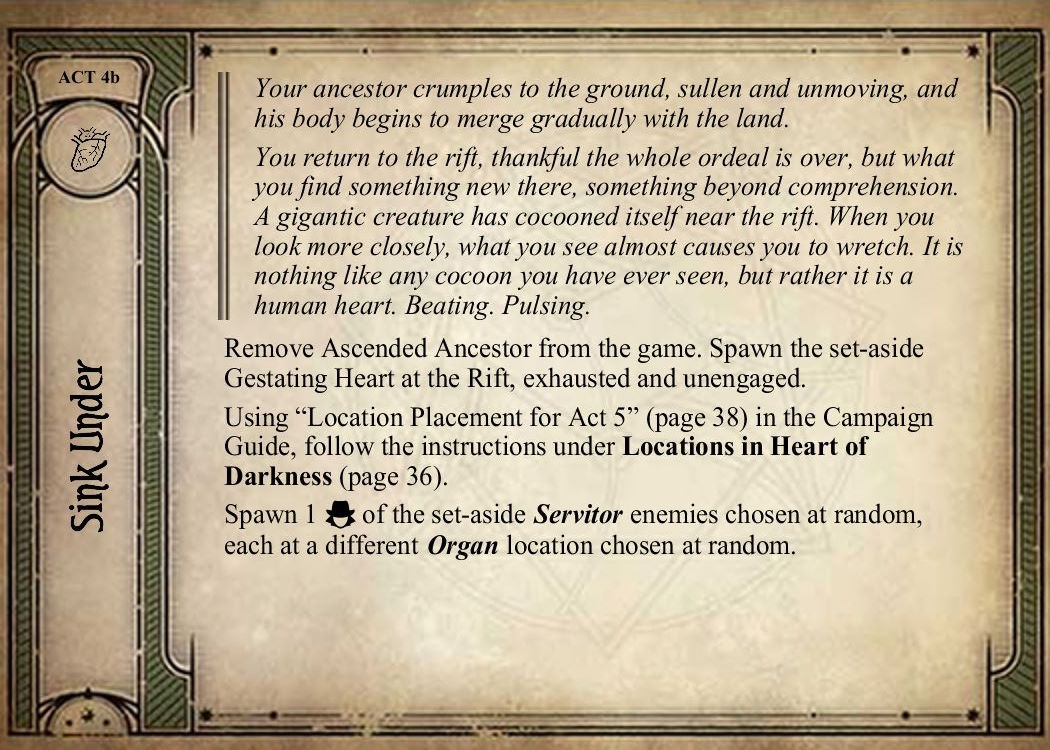 ACT 4b
Sink Under
Your ancestor crumples to the ground, sullen and unmoving, and
his body begins to merge gradually with the land.
You return to the rift, thankful the whole ordeal is over, but what
you find something new there, something beyond comprehension.
A gigantic creature has cocooned itself near the rift. When you
look more closely, what you see almost causes you to wretch. It is
nothing like any cocoon you have ever seen, but rather it is a
human heart. Beating. Pulsing.
Remove Ascended Ancestor from the game. Spawn the set-aside
Gestating Heart at the Rift, exhausted and unengaged.
Using “Location Placement for Act 5” (page 38) in the Campaign
Guide, follow the instructions under Locations in Heart of
Darkness (page 36).
Spawn 1 of the set-aside Servitor enemies chosen at random,
each at a different Organ location chosen at random.